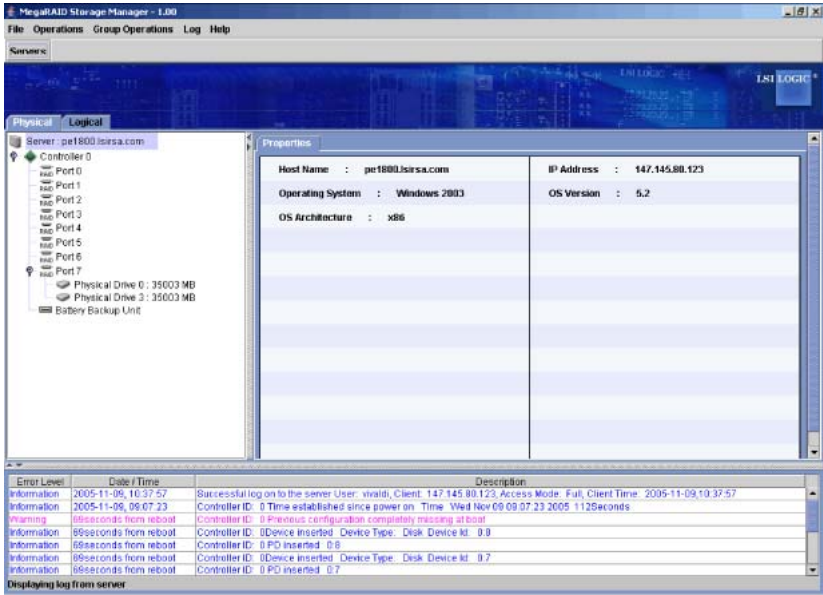 MegaRAID Storage Manager - 1.00
File Operations Group Operations Log Help
Servers
LSI LOGIC
Physical Logical
Server : pe1800.lsirsa.com
Controller 0
Port 0
Port 1
Port 2
Port 3
Port 4
Port 5
Port 6
Port 7
Physical Drive 0 : 35003 MB
Physical Drive 3 : 35003 MB
Battery Backup Unit
Properties
Host Name : pe1800.lsirsa.com IP Address : 147.145.80.123
Operating System : Windows 2003 OS Version : 5.2
OS Architecture : x86
Error Level Date / Time Description
Information 2005-11-09, 10:37:57 Successful log on to the server User: vivaldi, Client: 147.145.80.123, Access Mode: Full, Client Time: 2005-11-09,10:37:57
Information 2005-11-09, 09:07:23 Controller ID: 0 Time established since power on Time Wed Nov 09 09:07:23 2005 112Seconds
Warning 69seconds from reboot Controller ID: 0 Previous configuration completely missing at boot
Information 69seconds from reboot Controller ID: 0Device inserted Device Type: Disk Device Id: 0:8
Information 69seconds from reboot Controller ID: 0 PD inserted 0:8
Information 69seconds from reboot Controller ID: 0Device inserted Device Type: Disk Device Id: 0:7
Information 69seconds from reboot Controller ID: 0 PD inserted 0:7
Displaying log from server